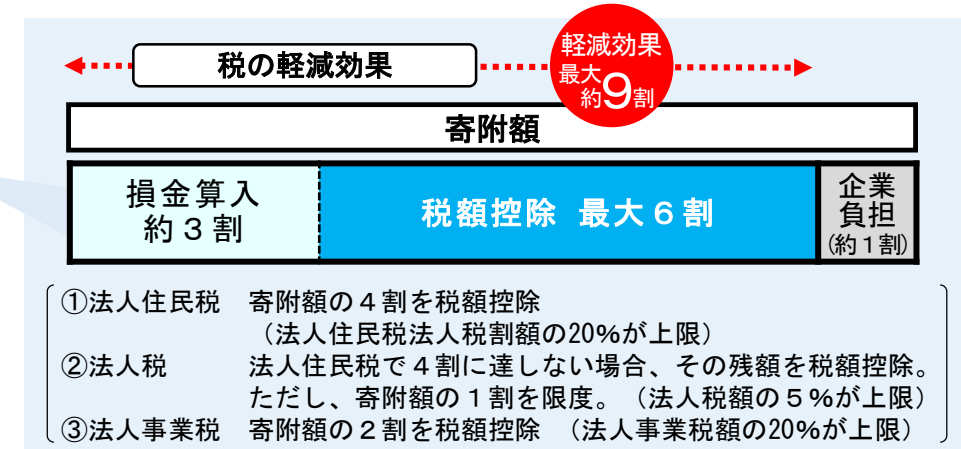 税の軽減効果
軽減効果
最大
約9割
寄附額
損金算入
約3割
税額控除 最大6割
企業
負担
(約1割)
①法人住民税 寄附額の4割を税額控除
(法人住民税法人税割額の20%が上限)
②法人税 法人住民税で4割に達しない場合、その残額を税額控除。
ただし、寄附額の1割を限度。(法人税額の5%が上限)
③法人事業税 寄附額の2割を税額控除 (法人事業税額の20%が上限)